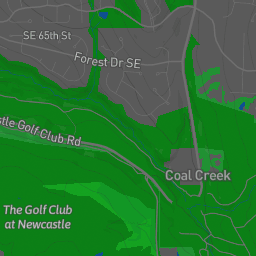 SE 65th St
Forest Dr SE
stle Golf Club Rd
Coal Creek
The Golf Club
at Newcastle